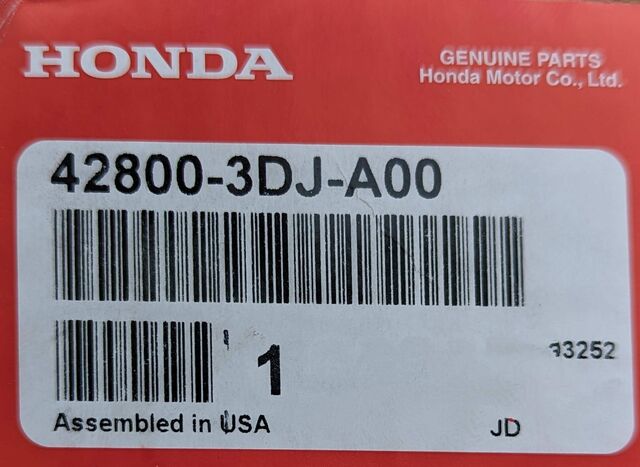 HONDA
GENUINE PARTS
Honda Motor Co., Ltd.
42800-3DJ-A00
1
Assembled in USA
JD